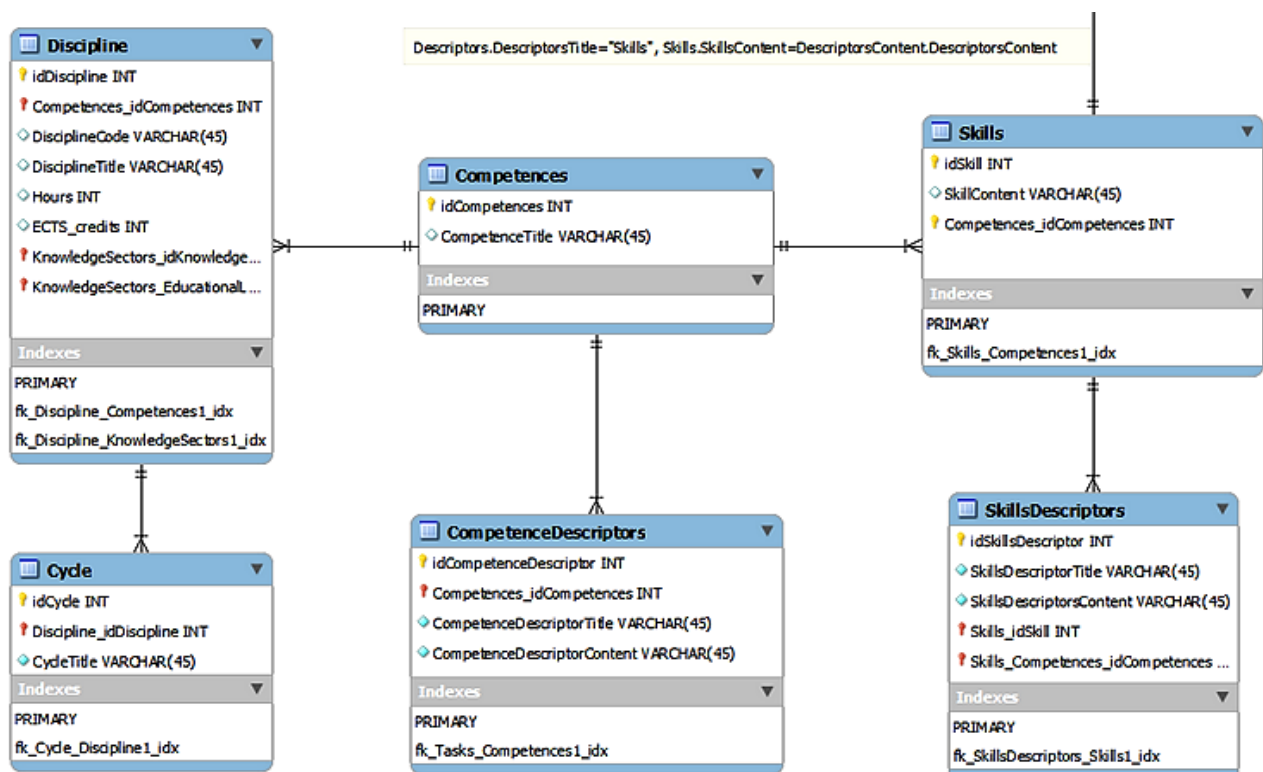 Discipline
idDiscipline INT
Competences_idCompetences INT
DisciplineCode VARCHAR(45)
DisciplineTitle VARCHAR(45)
Hours INT
ECTS_credits INT
KnowledgeSectors_idKnowledge...
KnowledgeSectors_EducationalL...
Indexes
PRIMARY
fk_Discipline_Competences1_idx
fk_Discipline_KnowledgeSectors1_idx
Descriptors.DescriptorsTitle="Skills", Skills.SkillsContent=DescriptorsContent.DescriptorsContent
Competences
idCompetences INT
CompetenceTitle VARCHAR(45)
Indexes
PRIMARY
Skills
idSkill INT
SkillContent VARCHAR(45)
Competences_idCompetences INT
Indexes
PRIMARY
fk_Skills_Competences1_idx
Cycle
idCycle INT
Discipline_idDiscipline INT
CycleTitle VARCHAR(45)
Indexes
PRIMARY
fk_Cycle_Discipline1_idx
CompetenceDescriptors
idCompetenceDescriptor INT
Competences_idCompetences INT
CompetenceDescriptorTitle VARCHAR(45)
CompetenceDescriptorContent VARCHAR(45)
Indexes
PRIMARY
fk_Tasks_Competences1_idx
SkillsDescriptors
idSkillsDescriptor INT
SkillsDescriptorTitle VARCHAR(45)
SkillsDescriptorsContent VARCHAR(45)
Skills_idSkill INT
Skills_Competences_idCompetences ...
Indexes
PRIMARY
fk_SkillsDescriptors_Skills1_idx